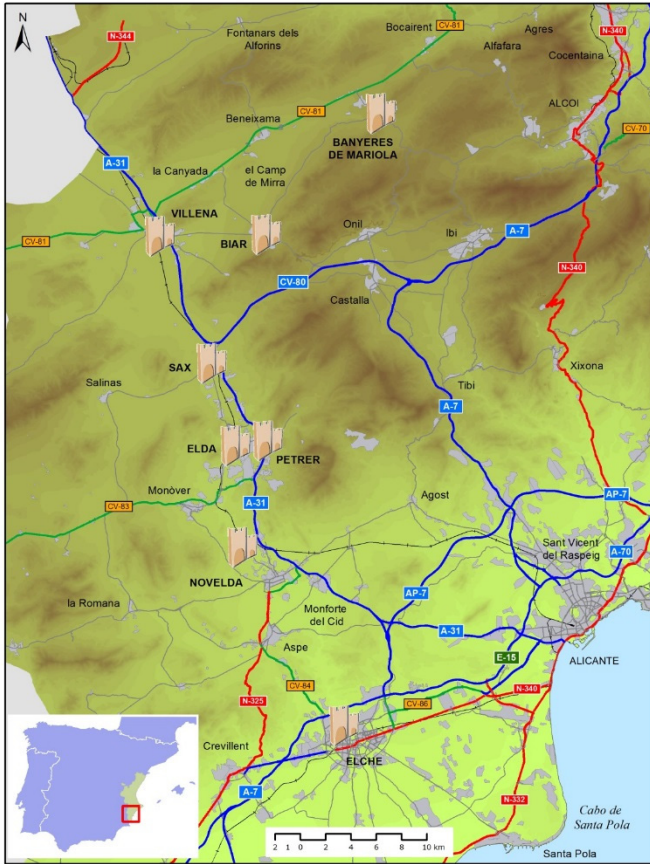 N
N-344
Fontanars dels
Alforins
Bocairent
CV-81
Agres
Alfafara
N-340
Cocentaina
ALCOI
CV-70
Beneixama
CV-81
BANYERES
DE MARIOLA
A-31
la Canyada
el Camp
de Mirra
VILLENA
CV-81
BIAR
Onil
Ibi
A-7
CV-80
Castalla
N-340
SAX
Salinas
Tibi
Xixona
A-7
ELDA
PETRER
Monòver
A-31
CV-83
Agost
AP-7
Sant Vicent
del Raspeig
A-70
NOVELDA
la Romana
Monforte
del Cid
AP-7
A-31
Aspe
E-15
ALICANTE
CV-84
N-325
N-340
CV-86
Crevillent
ELCHE
A-7
N-332
Cabo de
Santa Pola
2 1 0 2 4 6 8 10 km
Santa Pola